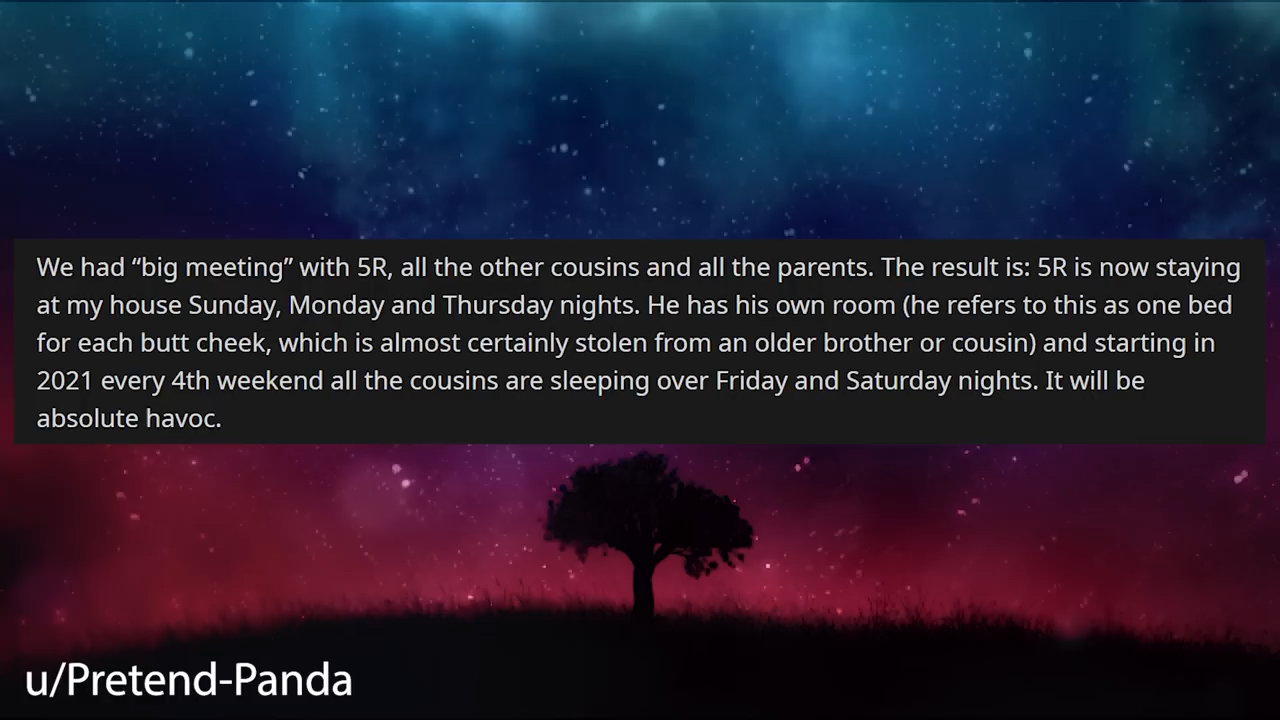 We had “big meeting” with 5R, all the other cousins and all the parents. The result is: 5R is now staying
at my house Sunday, Monday and Thursday nights. He has his own room (he refers to this as one bed
for each butt cheek, which is almost certainly stolen from an older brother or cousin) and starting in
2021 every 4th weekend all the cousins are sleeping over Friday and Saturday nights. It will be
absolute havoc.
u/Pretend-Panda